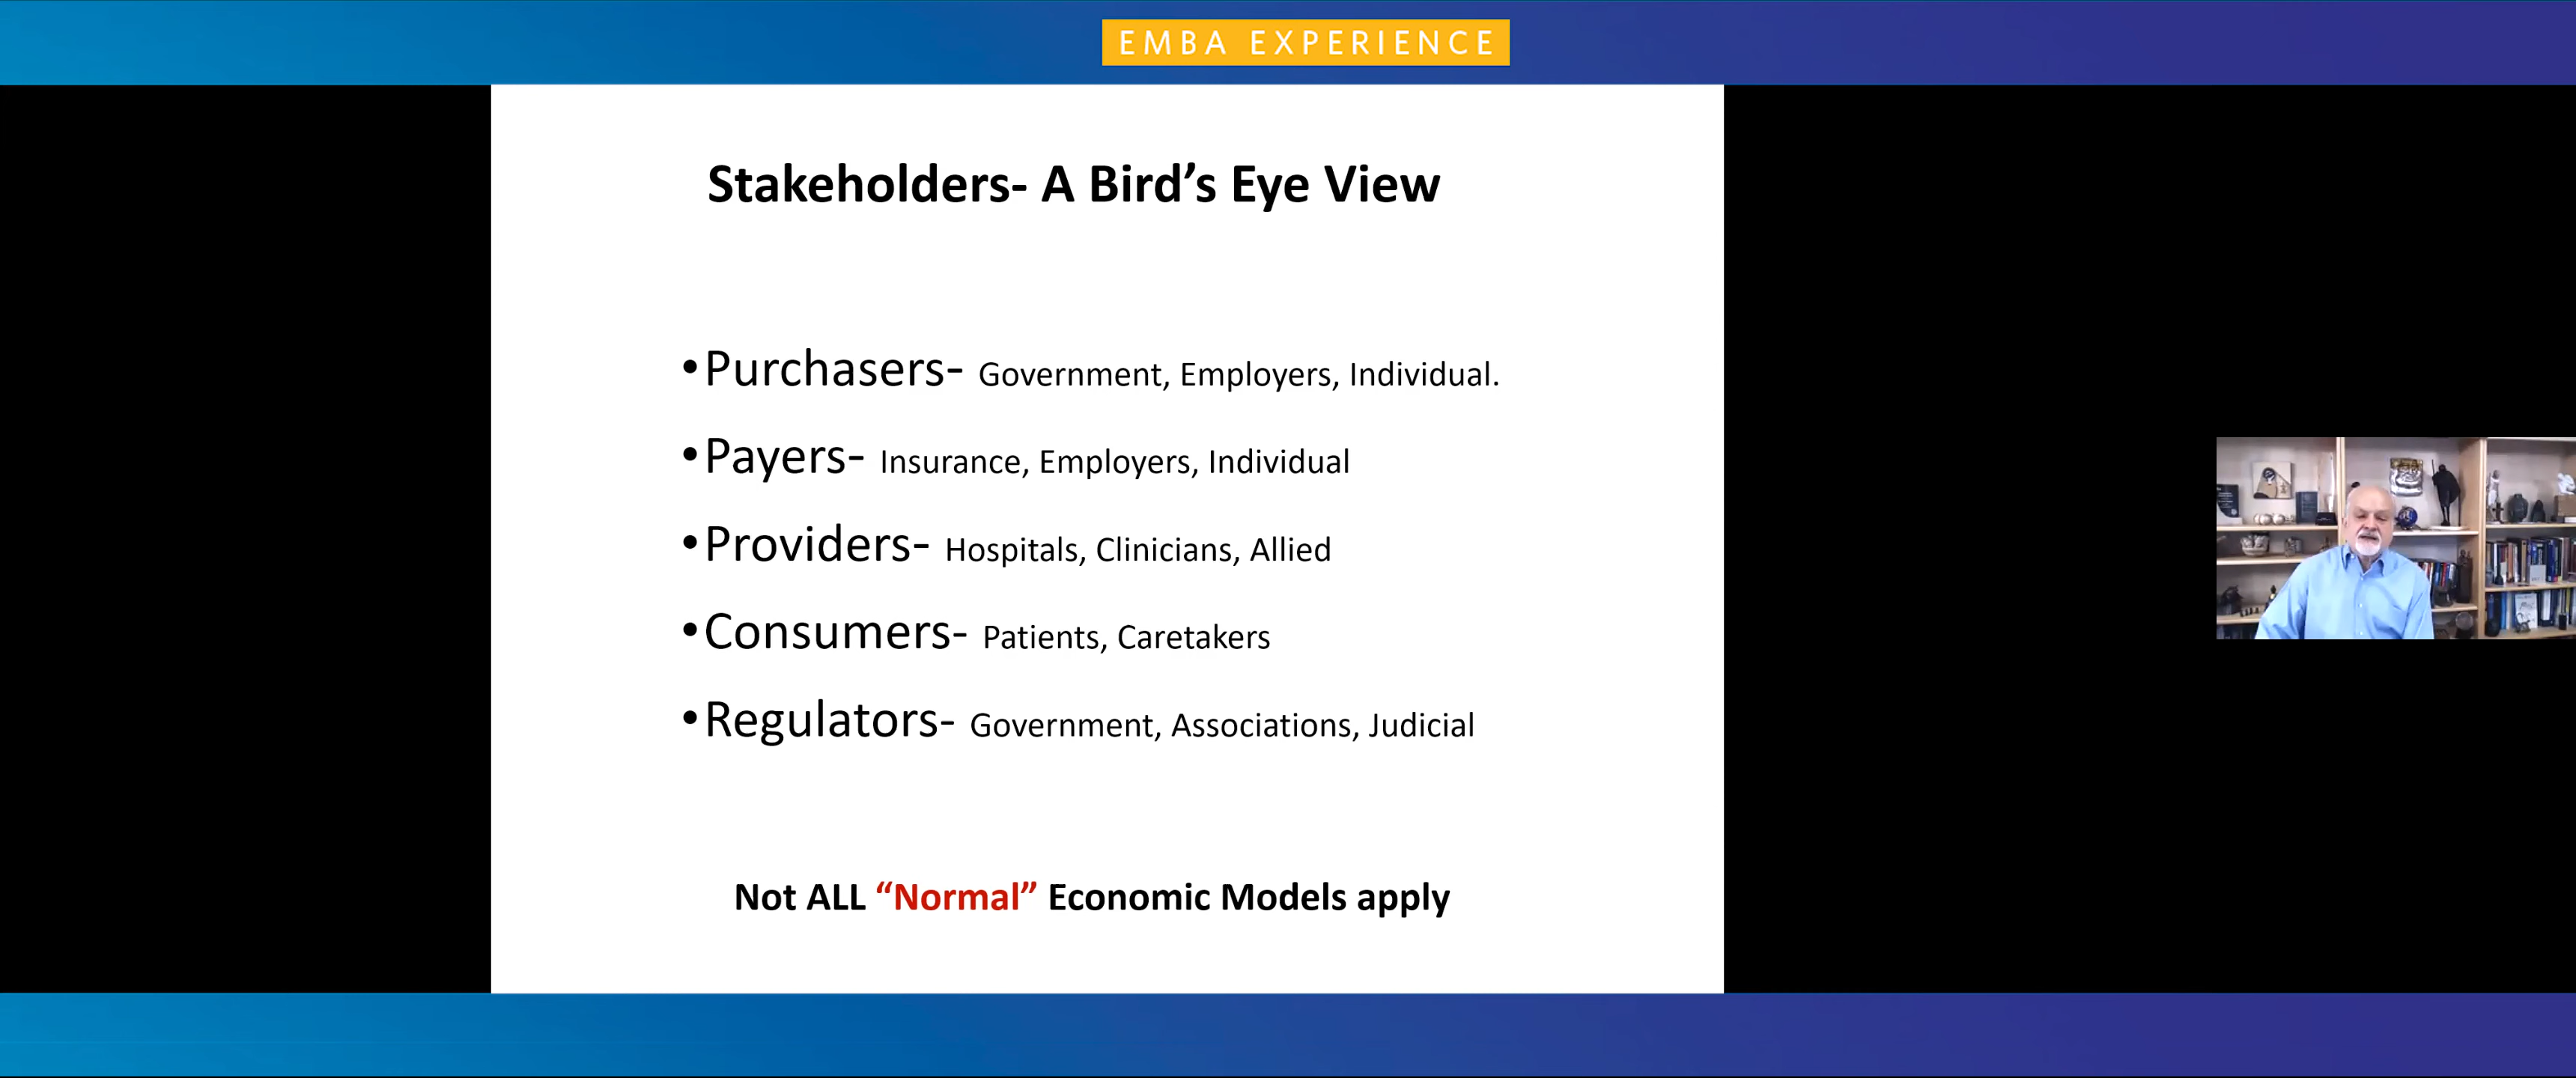 EMBA EXPERIENCE
Stakeholders- A Bird’s Eye View
•Purchasers- Government, Employers, Individual.
•Payers- Insurance, Employers, Individual
•Providers- Hospitals, Clinicians, Allied
•Consumers- Patients, Caretakers
•Regulators- Government, Associations, Judicial
Not ALL “Normal” Economic Models apply